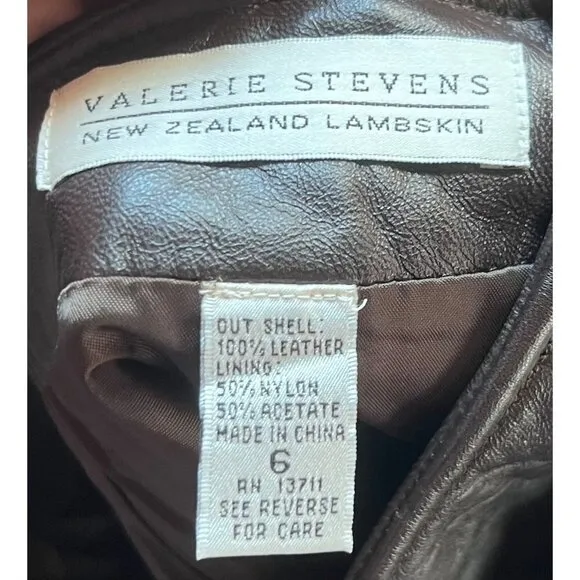 VALERIE STEVENS
NEW ZEALAND LAMBSKIN
OUT SHELL:
100% LEATHER
LINING:
50% NYLON
50% ACETATE
MADE IN CHINA
6
RN 13711
SEE REVERSE
FOR CARE